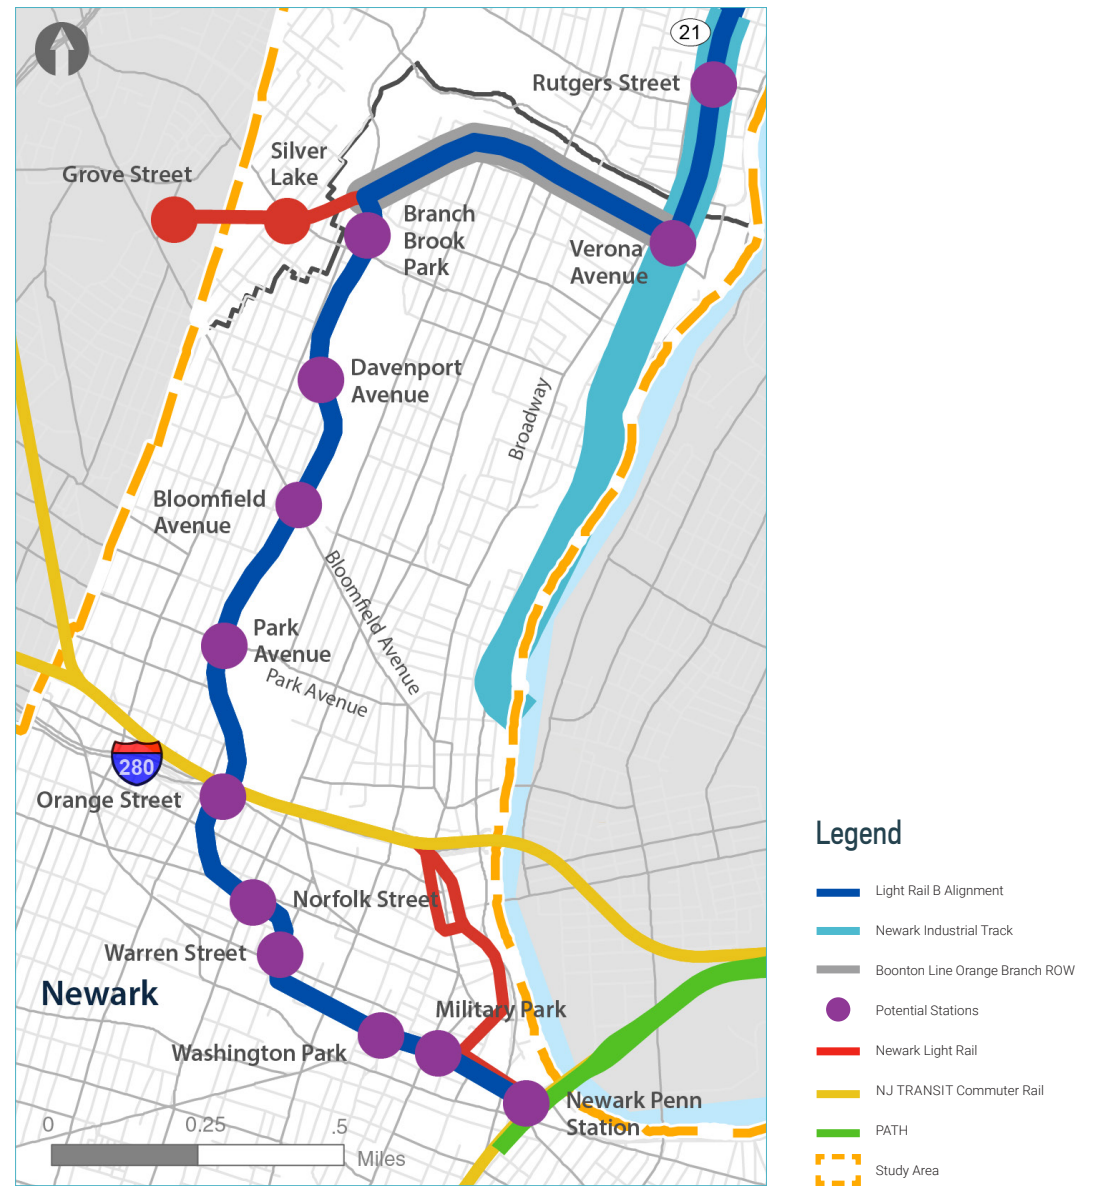 21
Rutgers Street
Silver
Lake
Grove Street
Branch
Brook
Park
Verona
Avenue
Davenport
Avenue
Broadway
Bloomfield
Avenue
Bloomfield Avenue
Park
Avenue
Park Avenue
280
Orange Street
Norfolk Street
Warren Street
Newark
Military Park
Washington Park
Newark Penn
Station
0 0.25 .5
Miles
Legend
Light Rail B Alignment
Newark Industrial Track
Boonton Line Orange Branch ROW
Potential Stations
Newark Light Rail
NJ TRANSIT Commuter Rail
PATH
Study Area